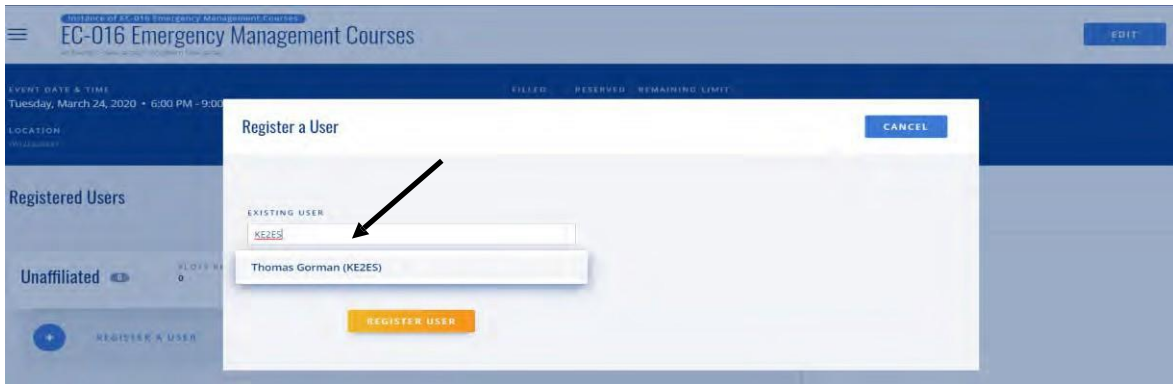 Instance of EC-016 Emergency Management Courses
EC-016 Emergency Management Courses
EDIT
EVENT DATE & TIME
FILLED RESERVED REMAINING LIMIT
Tuesday, March 24, 2020 • 6:00 PM - 9:00
LOCATION
Register a User
CANCEL
Registered Users
EXISTING USER
KE2ES
Thomas Gorman (KE2ES)
Unaffiliated
0
REGISTER USER
REGISTER A USER